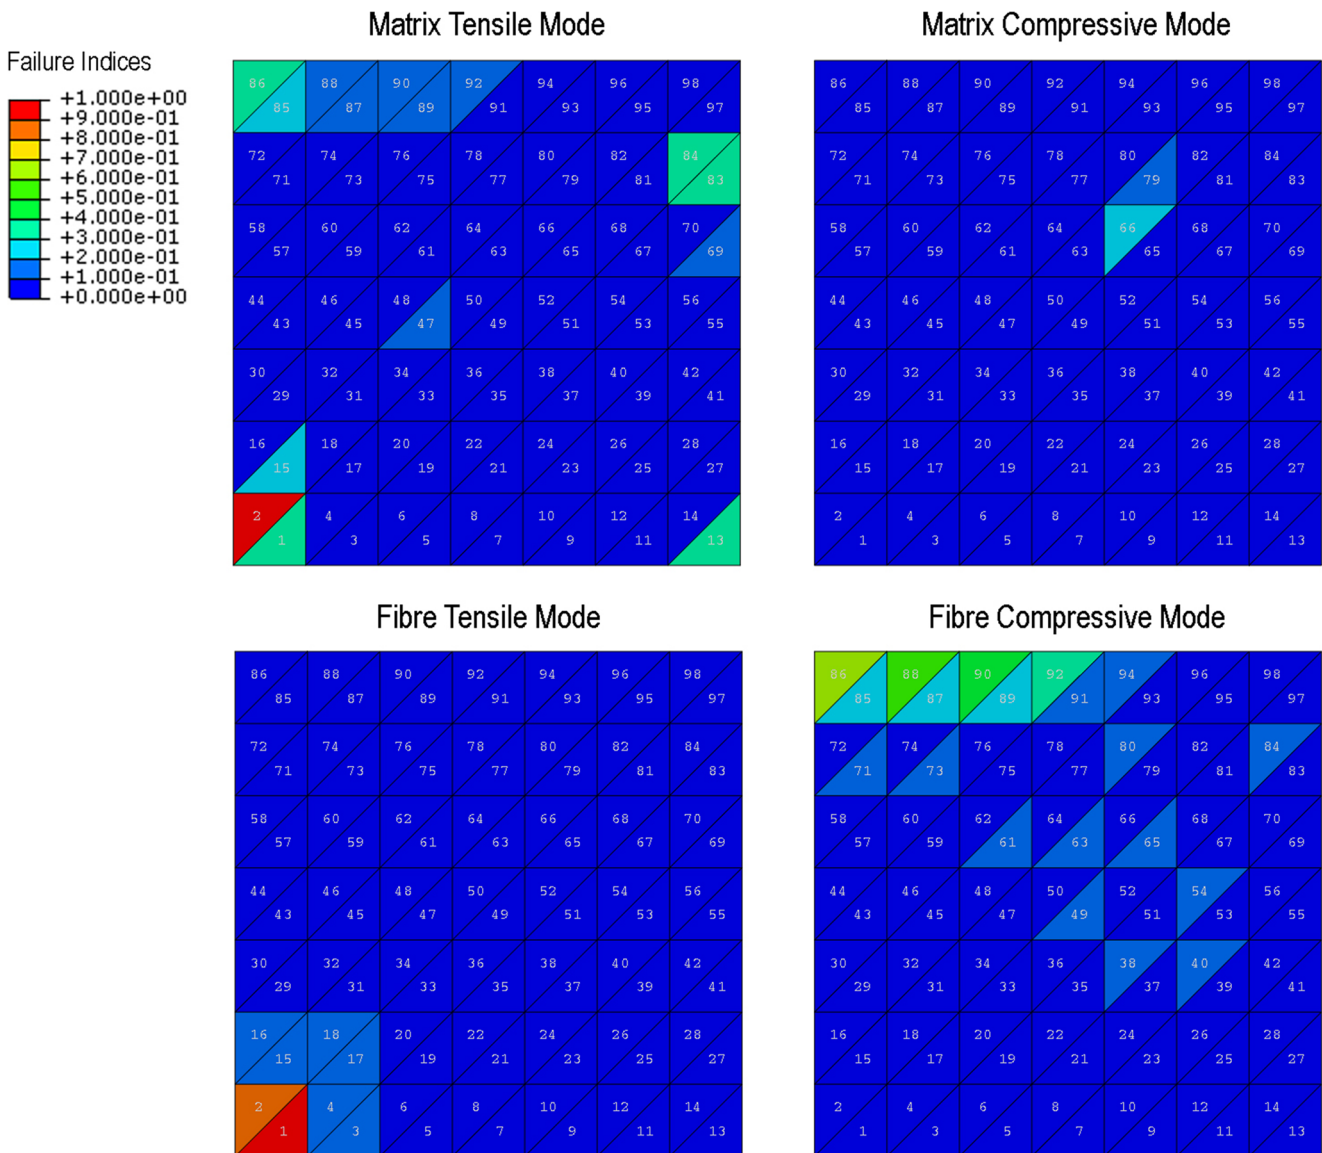 Matrix Tensile Mode
Matrix Compressive Mode
Failure Indices
+1.000e+00
+9.000e-01
+8.000e-01
+7.000e-01
+6.000e-01
+5.000e-01
+4.000e-01
+3.000e-01
+2.000e-01
+1.000e-01
+0.000e+00
86 88 90 92 94 96 98
85 87 89 91 93 95 97
72 74 76 78 80 82 84
71 73 75 77 79 81 83
58 60 62 64 66 68 70
57 59 61 63 65 67 69
44 46 48 50 52 54 56
43 45 47 49 51 53 55
30 32 34 36 38 40 42
29 31 33 35 37 39 41
16 18 20 22 24 26 28
15 17 19 21 23 25 27
2 4 6 8 10 12 14
1 3 5 7 9 11 13
86 88 90 92 94 96 98
85 87 89 91 93 95 97
72 74 76 78 80 82 84
71 73 75 77 79 81 83
58 60 62 64 66 68 70
57 59 61 63 65 67 69
44 46 48 50 52 54 56
43 45 47 49 51 53 55
30 32 34 36 38 40 42
29 31 33 35 37 39 41
16 18 20 22 24 26 28
15 17 19 21 23 25 27
2 4 6 8 10 12 14
1 3 5 7 9 11 13
Fibre Tensile Mode
Fibre Compressive Mode
86 88 90 92 94 96 98
85 87 89 91 93 95 97
72 74 76 78 80 82 84
71 73 75 77 79 81 83
58 60 62 64 66 68 70
57 59 61 63 65 67 69
44 46 48 50 52 54 56
43 45 47 49 51 53 55
30 32 34 36 38 40 42
29 31 33 35 37 39 41
16 18 20 22 24 26 28
15 17 19 21 23 25 27
2 4 6 8 10 12 14
1 3 5 7 9 11 13
86 88 90 92 94 96 98
85 87 89 91 93 95 97
72 74 76 78 80 82 84
71 73 75 77 79 81 83
58 60 62 64 66 68 70
57 59 61 63 65 67 69
44 46 48 50 52 54 56
43 45 47 49 51 53 55
30 32 34 36 38 40 42
29 31 33 35 37 39 41
16 18 20 22 24 26 28
15 17 19 21 23 25 27
2 4 6 8 10 12 14
1 3 5 7 9 11 13